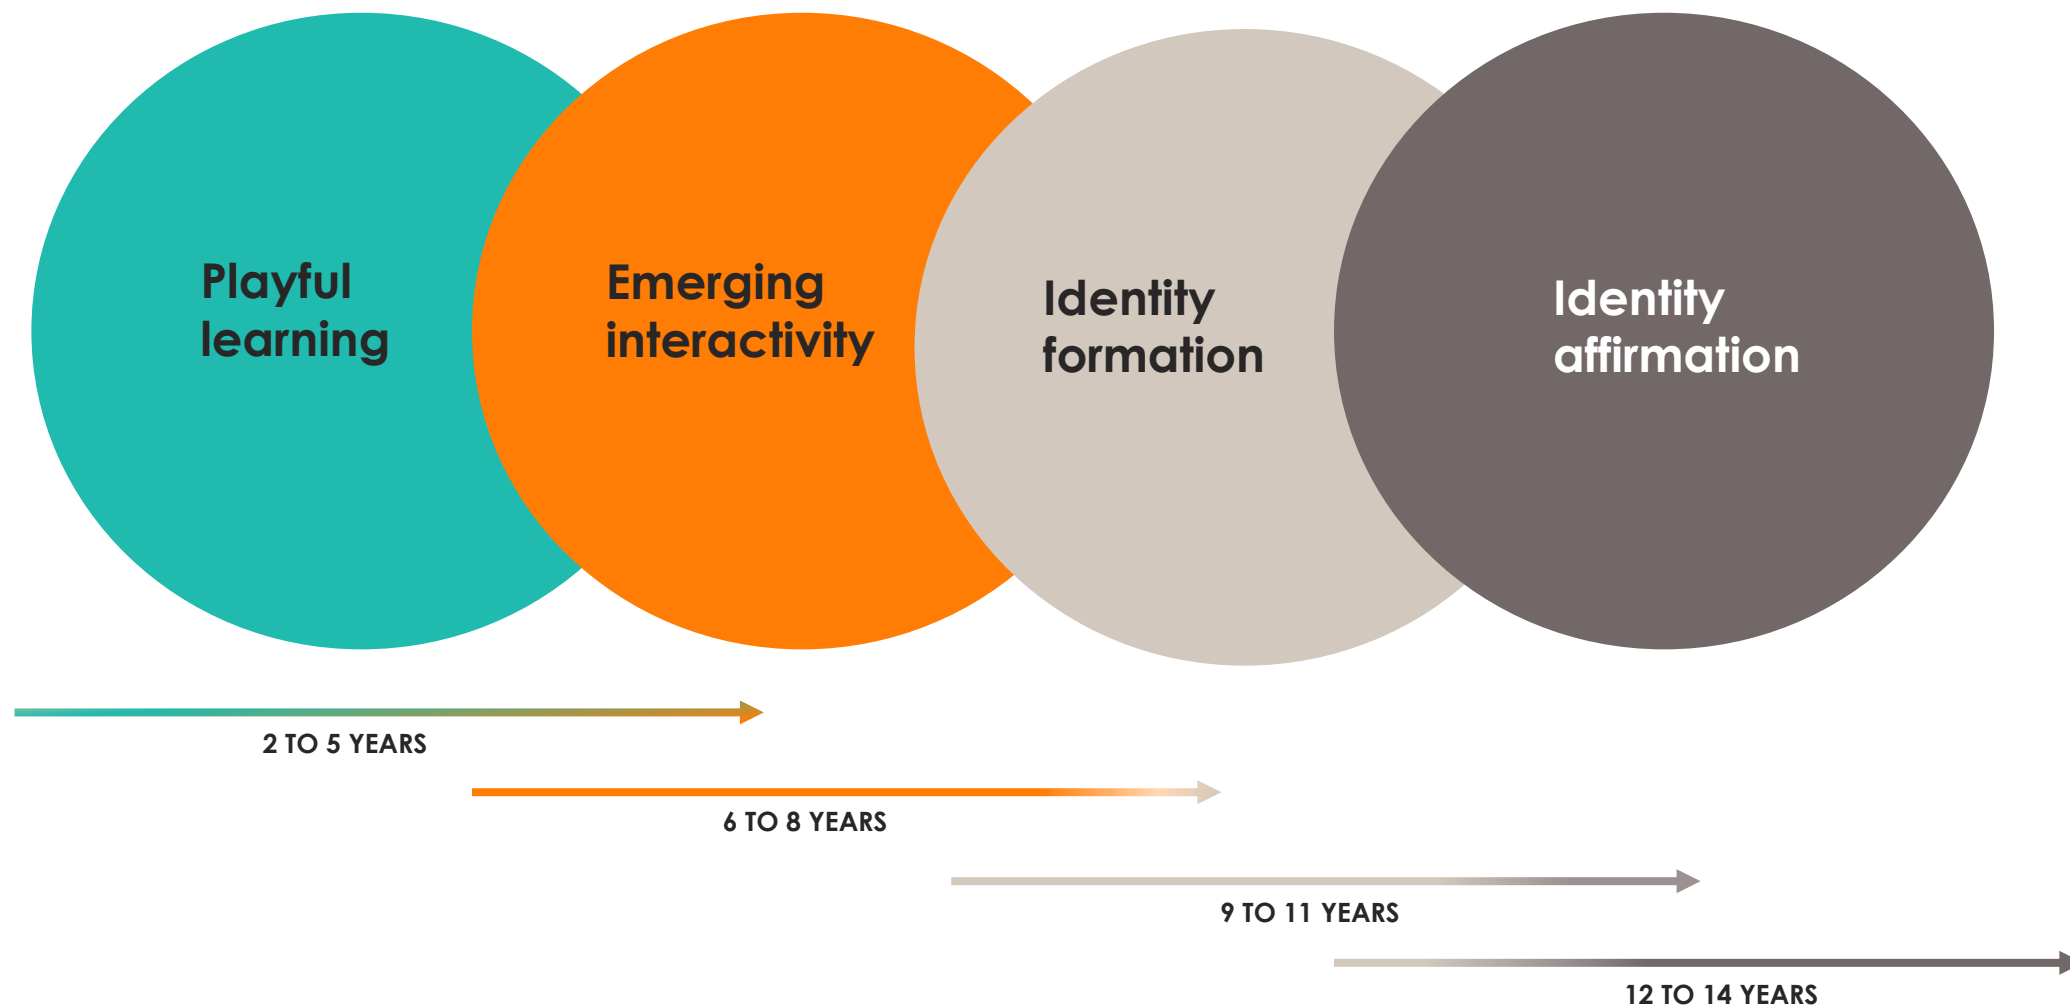 Playful
learning
Emerging
interactivity
Identity
formation
Identity
affirmation
2 TO 5 YEARS
6 TO 8 YEARS
9 TO 11 YEARS
12 TO 14 YEARS